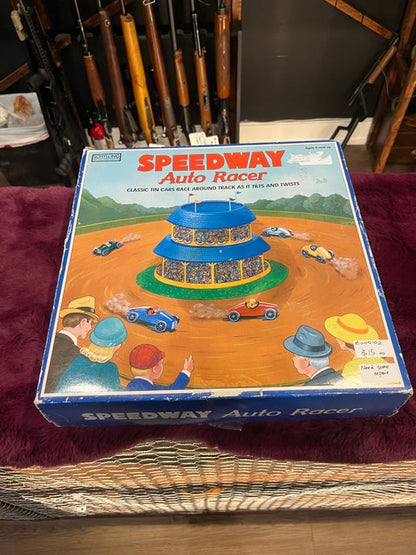 SPEEDWAY
Auto Racer
CLASSIC TIN CARS RACE AROUND TRACK AS IT TILTS AND TWISTS
$15.00
Need some
repair
SPEEDWAY Auto Racer